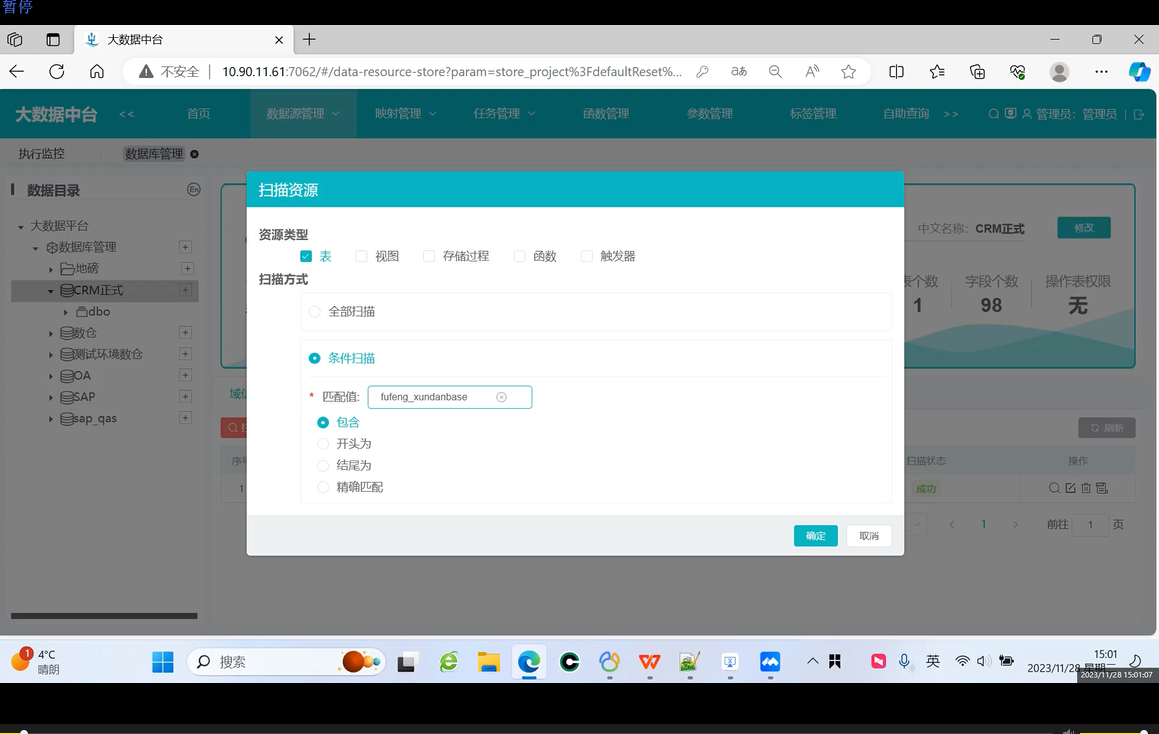 暂停
大数据中台
不安全
10.90.11.61:7062/#/data-resource-store?param=store_project%3FdefaultReset%...
大数据中台 << 首页 数据源管理 映射管理 任务管理 函数管理 参数管理 标签管理 自助查询 >> 管理员: 管理员
执行监控 数据库管理
数据目录 En
大数据平台
数据库管理
地磅
CRM正式
dbo
数仓
测试环境数仓
OA
SAP
sap_qas
扫描资源
资源类型
表 视图 存储过程 函数 触发器
扫描方式
全部扫描
条件扫描
* 匹配值: fufeng_xundanbase
包含
开头为
结尾为
精确匹配
确定 取消
中文名称: CRM正式 修改
表个数 字段个数 操作表权限
1 98 无
刷新
扫描状态 操作
1 成功
1 前往 1 页
1 4°C
晴朗
搜索
英
15:01
2023/11/28 星期二
2023/11/28 15:01:07